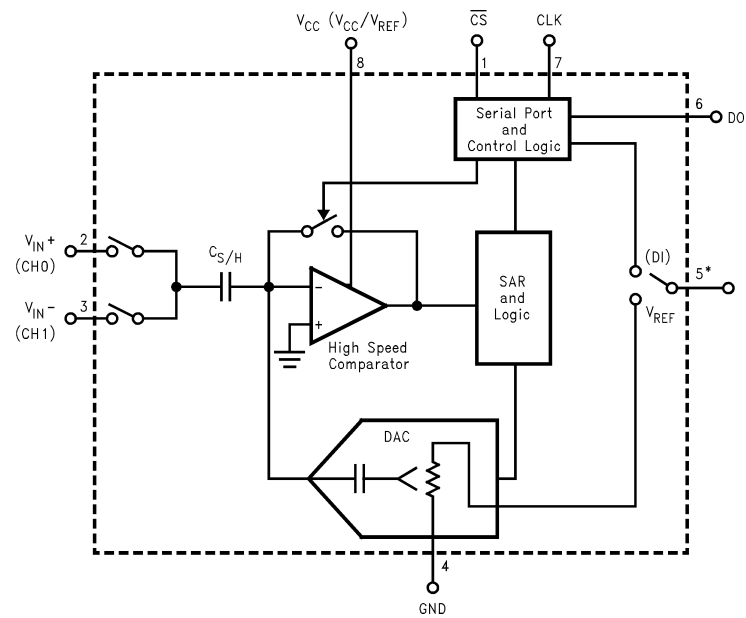 V_CC (V_CC/V_REF)
C̅S̅
CLK
8
1
7
Serial Port
and
Control Logic
6
DO
V_IN+
(CH0)
2
C_S/H
(DI)
5*
V_REF
V_IN−
(CH1)
3
−
+
SAR
and
Logic
High Speed
Comparator
DAC
4
GND